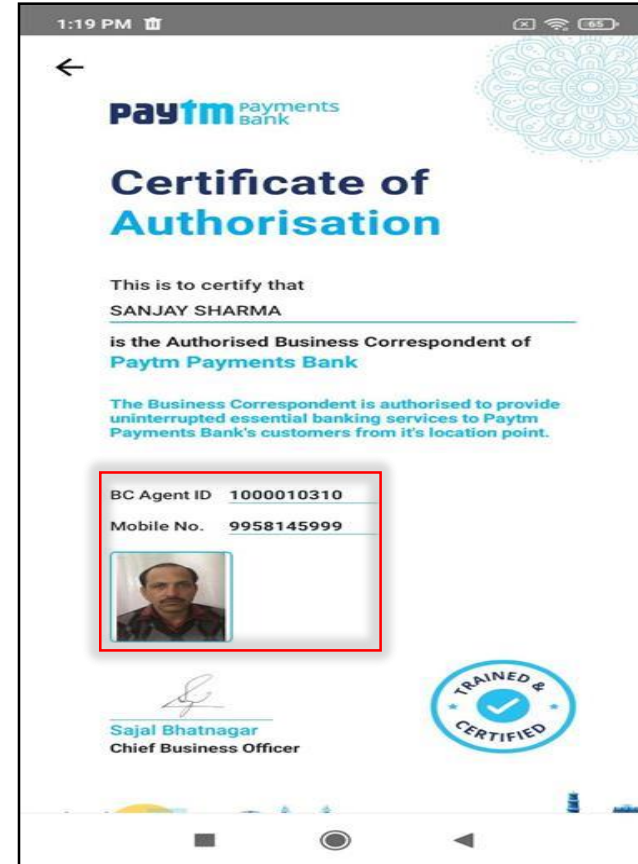 1:19 PM
65
Paytm Payments
Bank
Certificate of
Authorisation
This is to certify that
SANJAY SHARMA
is the Authorised Business Correspondent of
Paytm Payments Bank
The Business Correspondent is authorised to provide
uninterrupted essential banking services to Paytm
Payments Bank's customers from it's location point.
BC Agent ID 1000010310
Mobile No. 9958145999
Sajal Bhatnagar
Chief Business Officer
TRAINED &
CERTIFIED